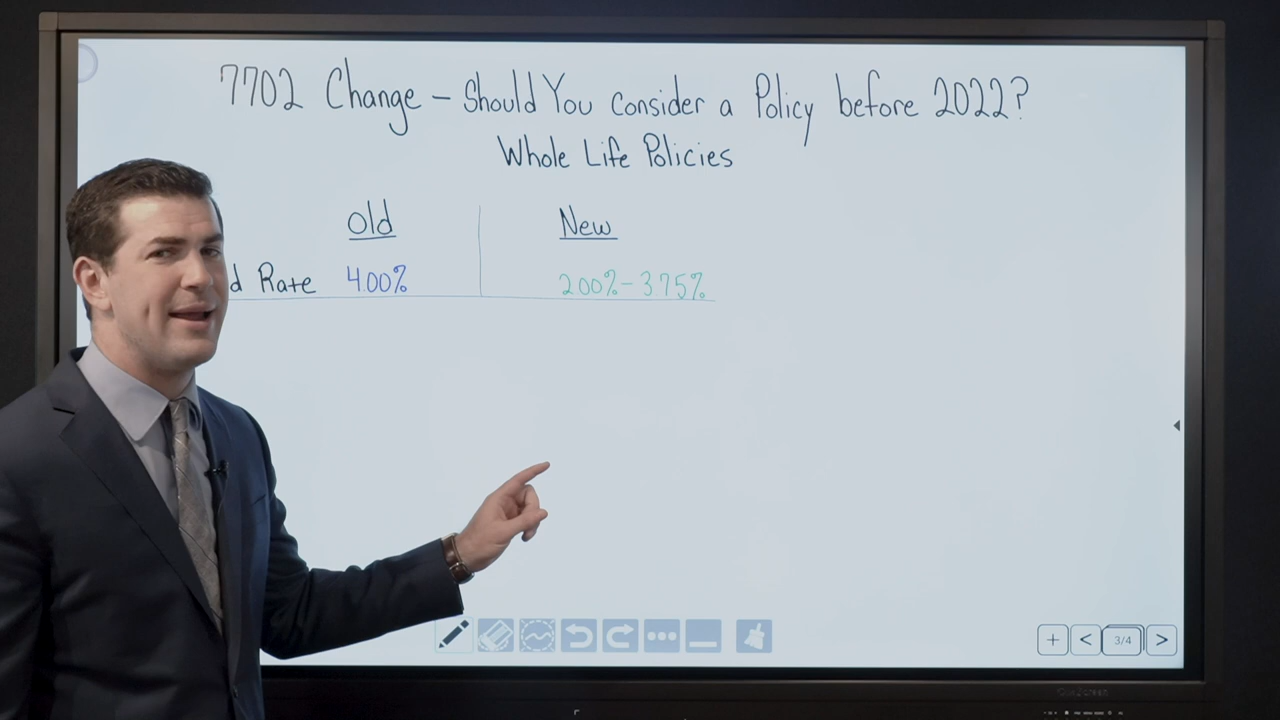 7702 Change – Should You Consider a Policy before 2022?
Whole Life Policies
Old New
d Rate 4.00% 2.00%–3.75%
+ < 3/4 >